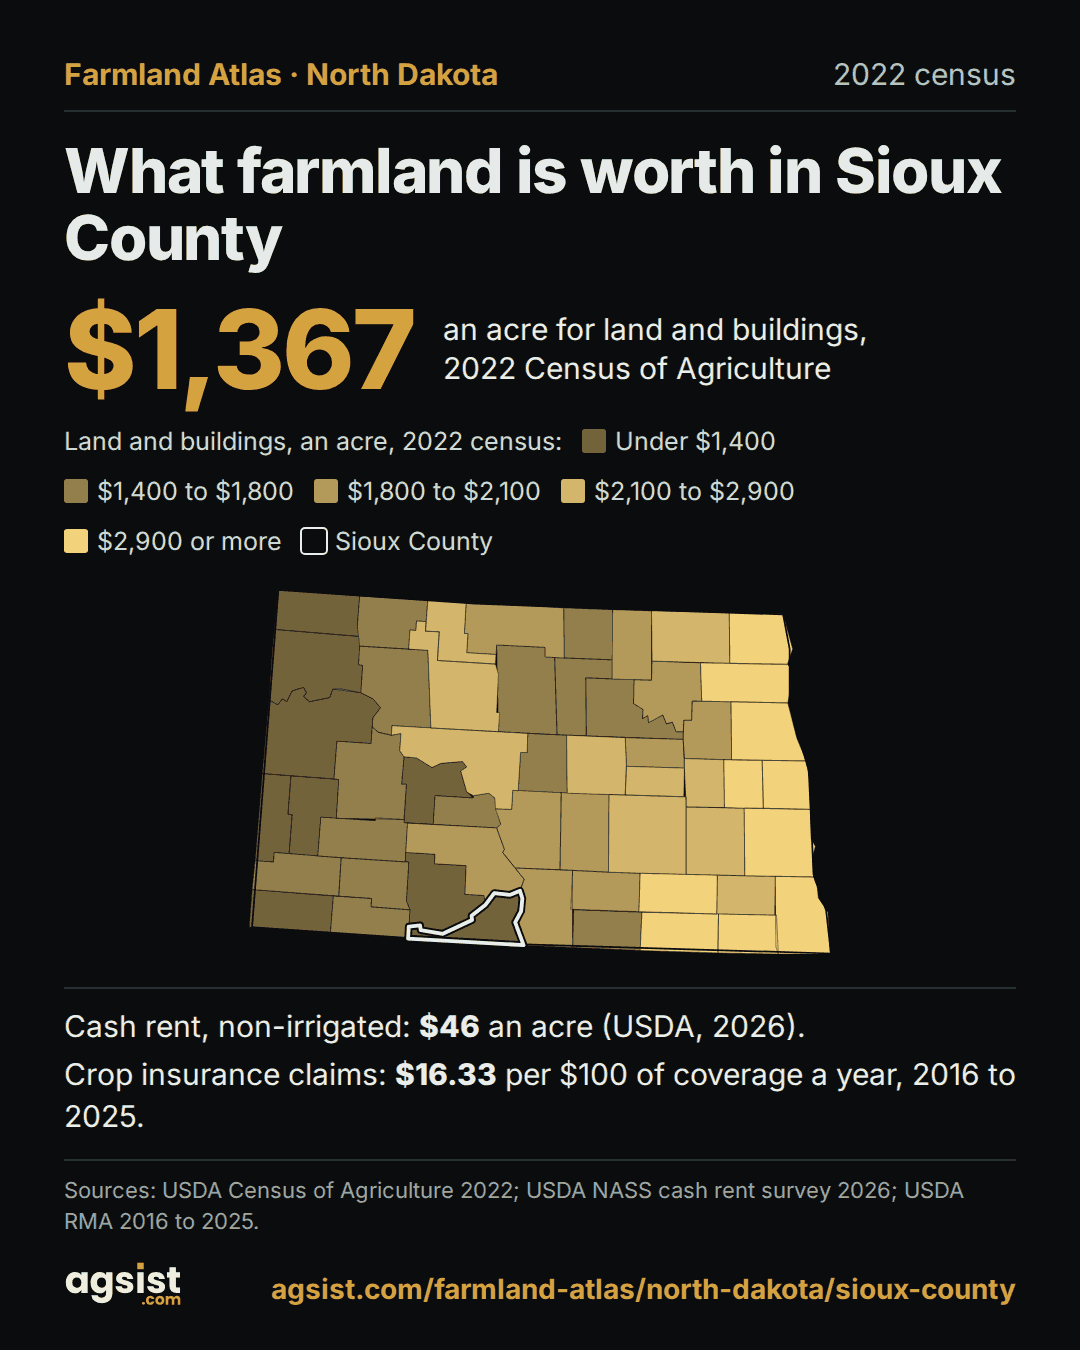 Farmland Atlas · North Dakota
2022 census
What farmland is worth in Sioux
County
$1,367
an acre for land and buildings,
2022 Census of Agriculture
Land and buildings, an acre, 2022 census: Under $1,400
$1,400 to $1,800 $1,800 to $2,100 $2,100 to $2,900
$2,900 or more Sioux County
Cash rent, non-irrigated: $46 an acre (USDA, 2026).
Crop insurance claims: $16.33 per $100 of coverage a year, 2016 to
2025.
Sources: USDA Census of Agriculture 2022; USDA NASS cash rent survey 2026; USDA
RMA 2016 to 2025.
agsist
.com
agsist.com/farmland-atlas/north-dakota/sioux-county